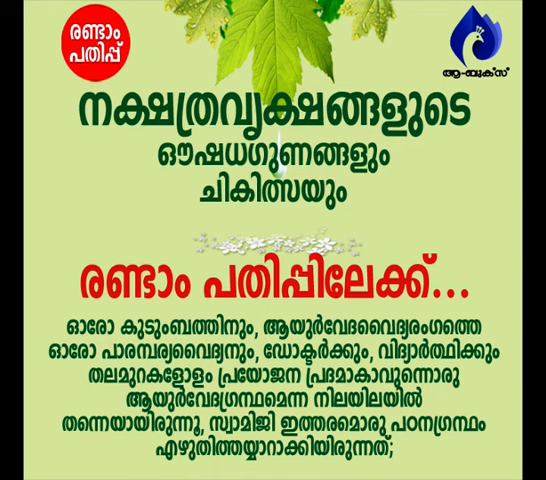 രണ്ടാം
പതിപ്പ്
ആ-ബുക്സ്
നക്ഷത്രവൃക്ഷങ്ങളുടെ
ഔഷധഗുണങ്ങളും
ചികിത്സയും
രണ്ടാം പതിപ്പിലേക്ക്...
ഓരോ കുടുംബത്തിനും, ആയുർവേദവൈദ്യരംഗത്തെ
ഓരോ പാരമ്പര്യവൈദ്യനും, ഡോക്ടർക്കും, വിദ്യാർത്ഥിക്കും
തലമുറകളോളം പ്രയോജന പ്രദമാകാവുന്നൊരു
ആയുർവേദഗ്രന്ഥമെന്ന നിലയിലയിൽ
തന്നെയായിരുന്നൂ, സ്വാമിജി ഇത്തരമൊരു പഠനഗ്രന്ഥം
എഴുതിത്തയ്യാറാക്കിയിരുന്നത്;